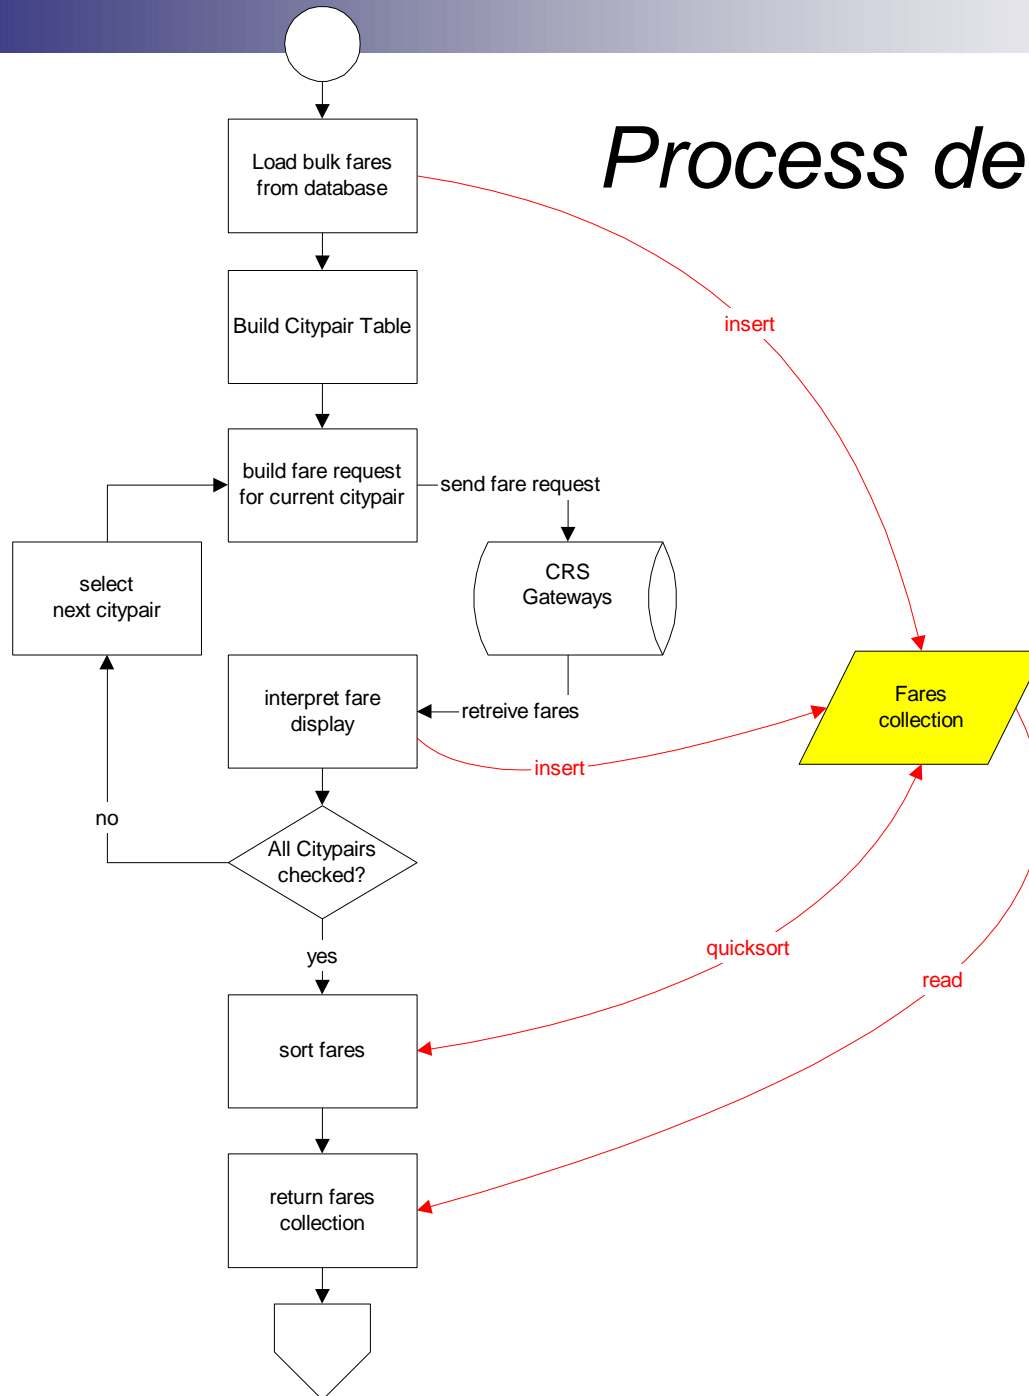 Process de
Load bulk fares
from database
insert
Build Citypair Table
build fare request
for current citypair
send fare request
select
next citypair
CRS
Gateways
interpret fare
display
retreive fares
Fares
collection
insert
no
All Citypairs
checked?
yes
quicksort
read
sort fares
return fares
collection